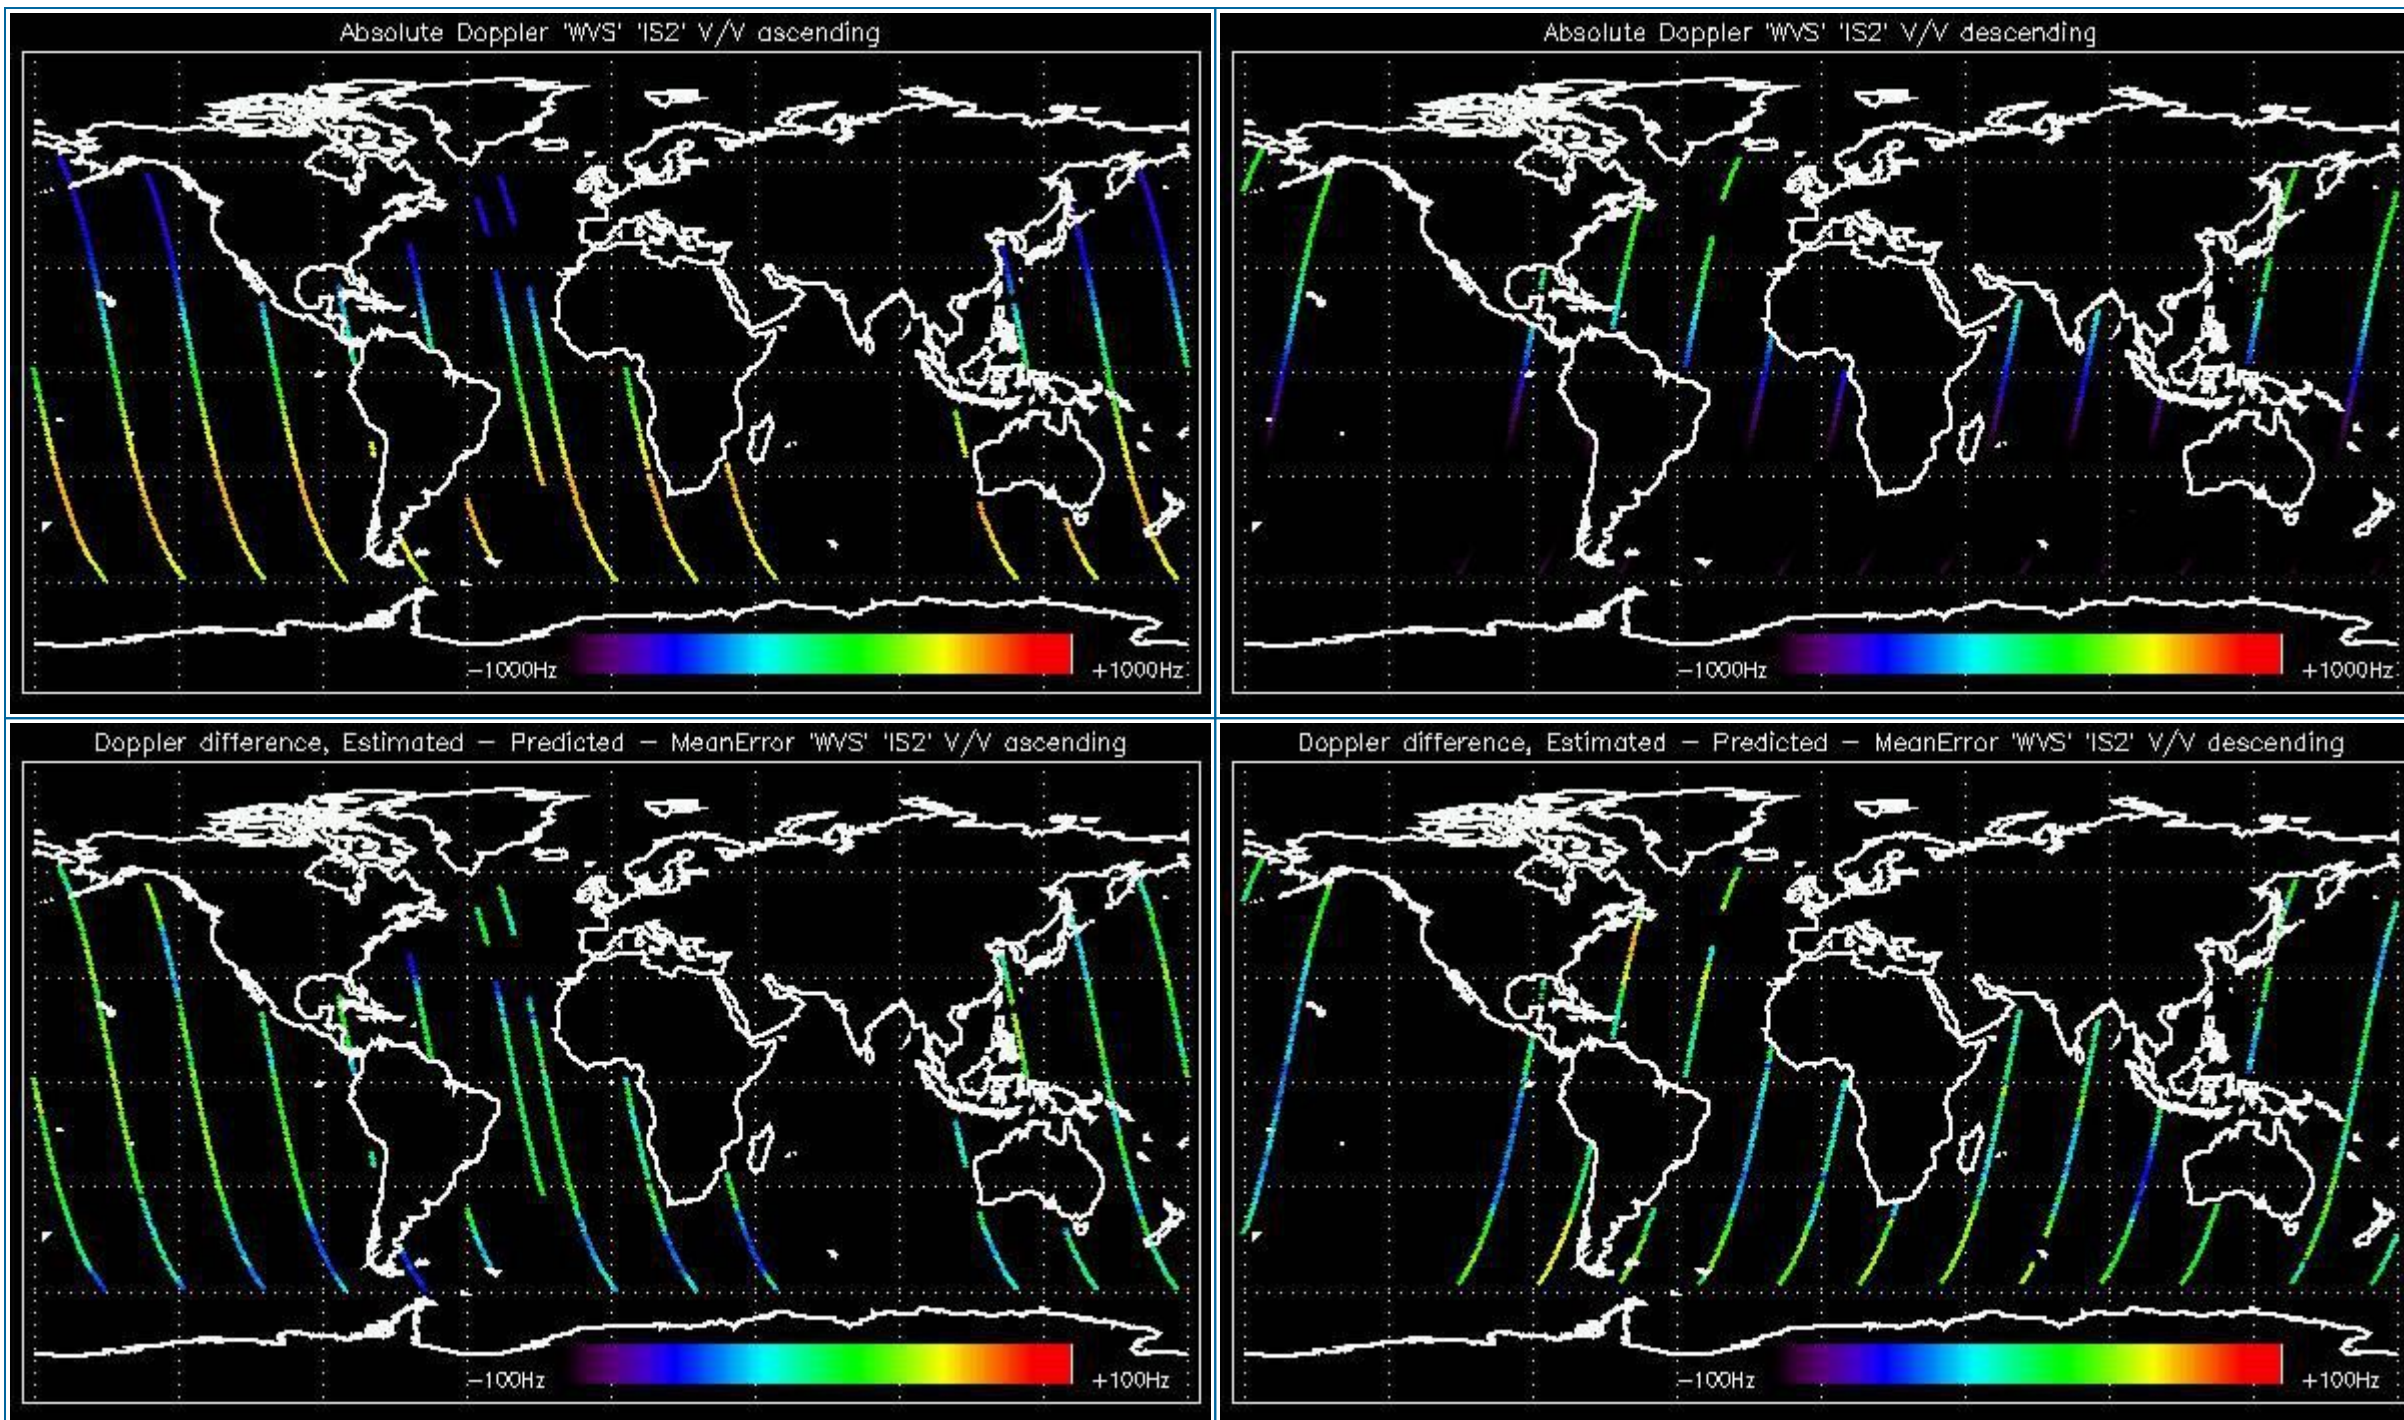 Absolute Doppler 'WVS' 'IS2' V/V ascending
-1000Hz
+1000Hz
Absolute Doppler 'WVS' 'IS2' V/V descending
-1000Hz
+1000Hz
Doppler difference, Estimated - Predicted - MeanError 'WVS' 'IS2' V/V ascending
-100Hz
+100Hz
Doppler difference, Estimated - Predicted - MeanError 'WVS' 'IS2' V/V descending
-100Hz
+100Hz